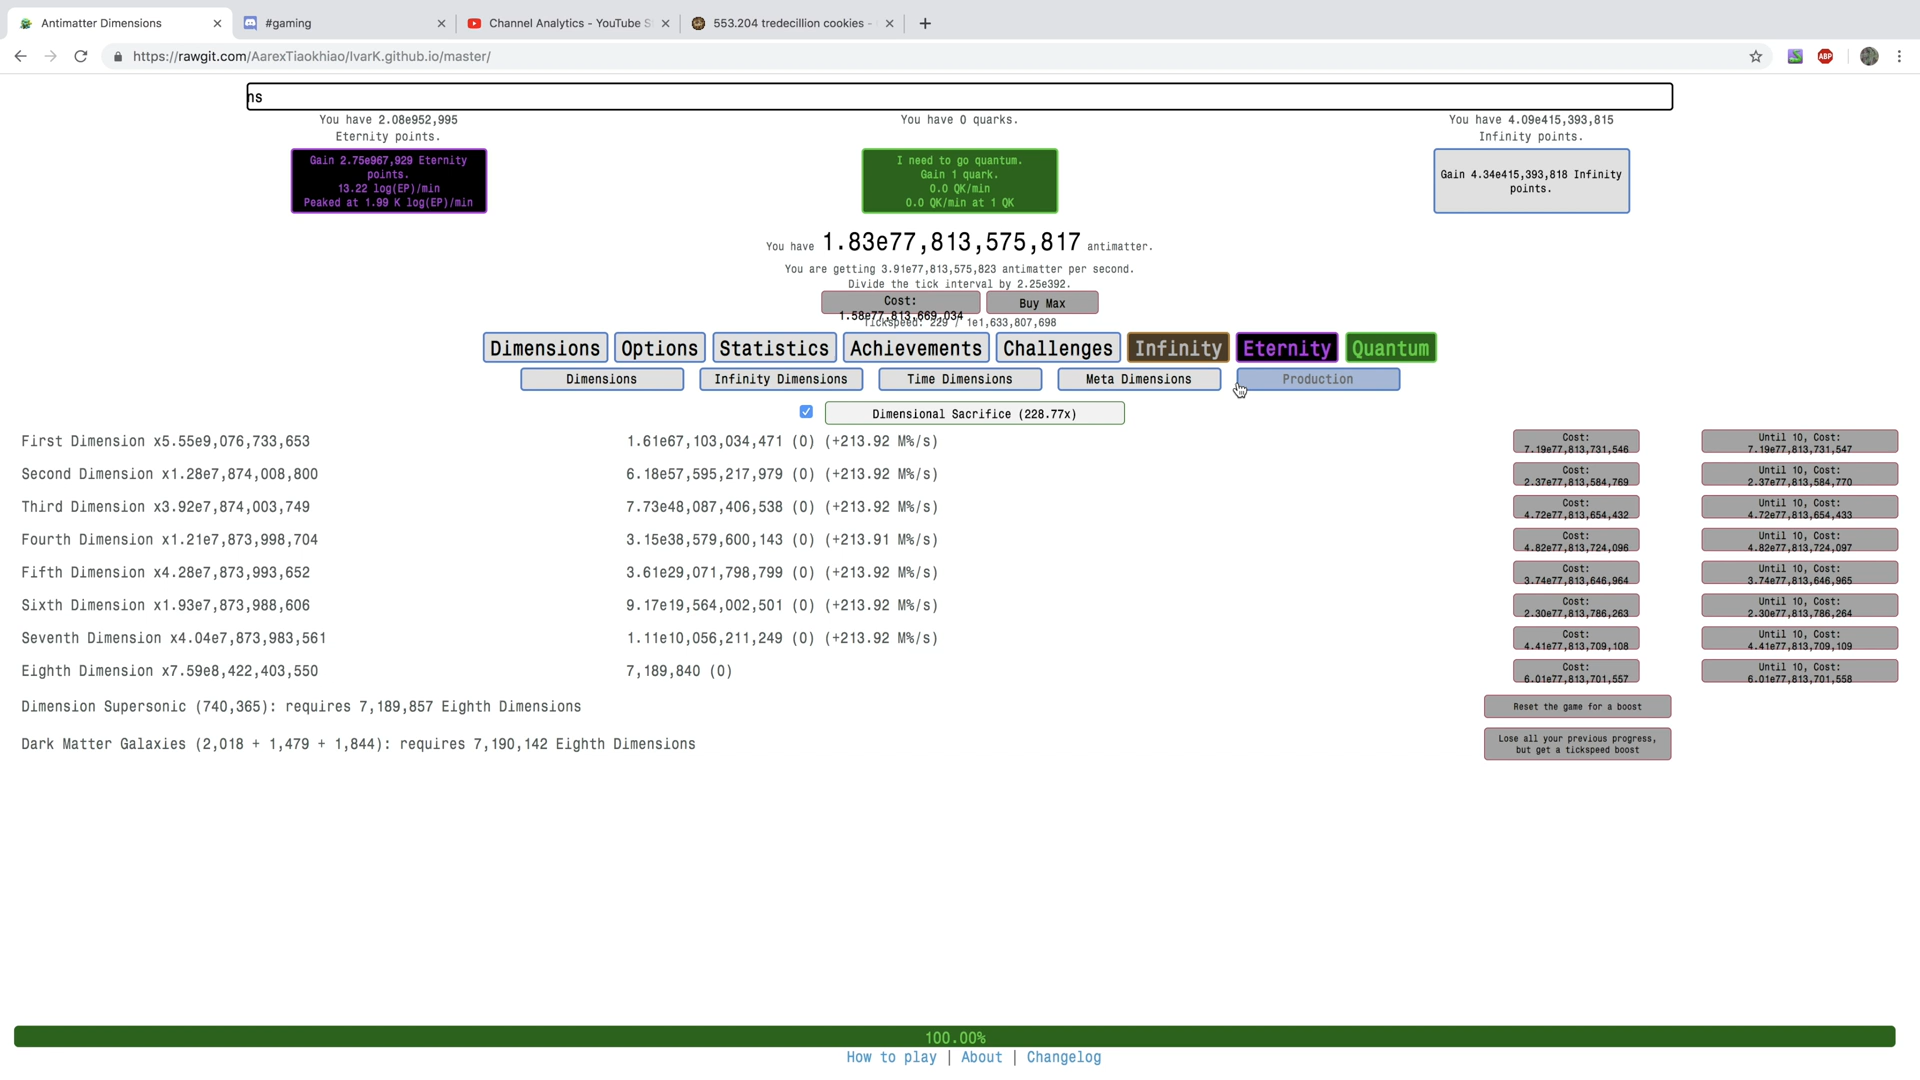 Antimatter Dimensions
#gaming
Channel Analytics - YouTube S
553.204 tredecillion cookies -
https://rawgit.com/AarexTiaokhiao/IvarK.github.io/master/
ABP
ns
You have 2.08e952,995
Eternity points.
You have 0 quarks.
You have 4.09e415,393,815
Infinity points.
Gain 2.75e967,929 Eternity
points.
13.22 log(EP)/min
Peaked at 1.99 K log(EP)/min
I need to go quantum.
Gain 1 quark.
0.0 QK/min
0.0 QK/min at 1 QK
Gain 4.34e415,393,818 Infinity
points.
You have 1.83e77,813,575,817 antimatter.
You are getting 3.91e77,813,575,823 antimatter per second.
Divide the tick interval by 2.25e392.
Cost:
1.58e77,813,669,034
Buy Max
Tickspeed: 229 / 1e1,633,807,698
Dimensions Options Statistics Achievements Challenges Infinity Eternity Quantum
Dimensions Infinity Dimensions Time Dimensions Meta Dimensions Production
Dimensional Sacrifice (228.77x)
First Dimension x5.55e9,076,733,653 1.61e67,103,034,471 (0) (+213.92 M%/s) Cost: 7.19e77,813,731,546 Until 10, Cost: 7.19e77,813,731,547
Second Dimension x1.28e7,874,008,800 6.18e57,595,217,979 (0) (+213.92 M%/s) Cost: 2.37e77,813,584,769 Until 10, Cost: 2.37e77,813,584,770
Third Dimension x3.92e7,874,003,749 7.73e48,087,406,538 (0) (+213.92 M%/s) Cost: 4.72e77,813,654,432 Until 10, Cost: 4.72e77,813,654,433
Fourth Dimension x1.21e7,873,998,704 3.15e38,579,600,143 (0) (+213.91 M%/s) Cost: 4.82e77,813,724,096 Until 10, Cost: 4.82e77,813,724,097
Fifth Dimension x4.28e7,873,993,652 3.61e29,071,798,799 (0) (+213.92 M%/s) Cost: 3.74e77,813,646,964 Until 10, Cost: 3.74e77,813,646,965
Sixth Dimension x1.93e7,873,988,606 9.17e19,564,002,501 (0) (+213.92 M%/s) Cost: 2.30e77,813,786,263 Until 10, Cost: 2.30e77,813,786,264
Seventh Dimension x4.04e7,873,983,561 1.11e10,056,211,249 (0) (+213.92 M%/s) Cost: 4.41e77,813,709,108 Until 10, Cost: 4.41e77,813,709,109
Eighth Dimension x7.59e8,422,403,550 7,189,840 (0) Cost: 6.01e77,813,701,557 Until 10, Cost: 6.01e77,813,701,558
Dimension Supersonic (740,365): requires 7,189,857 Eighth Dimensions
Reset the game for a boost
Dark Matter Galaxies (2,018 + 1,479 + 1,844): requires 7,190,142 Eighth Dimensions
Lose all your previous progress,
but get a tickspeed boost
100.00%
How to play | About | Changelog